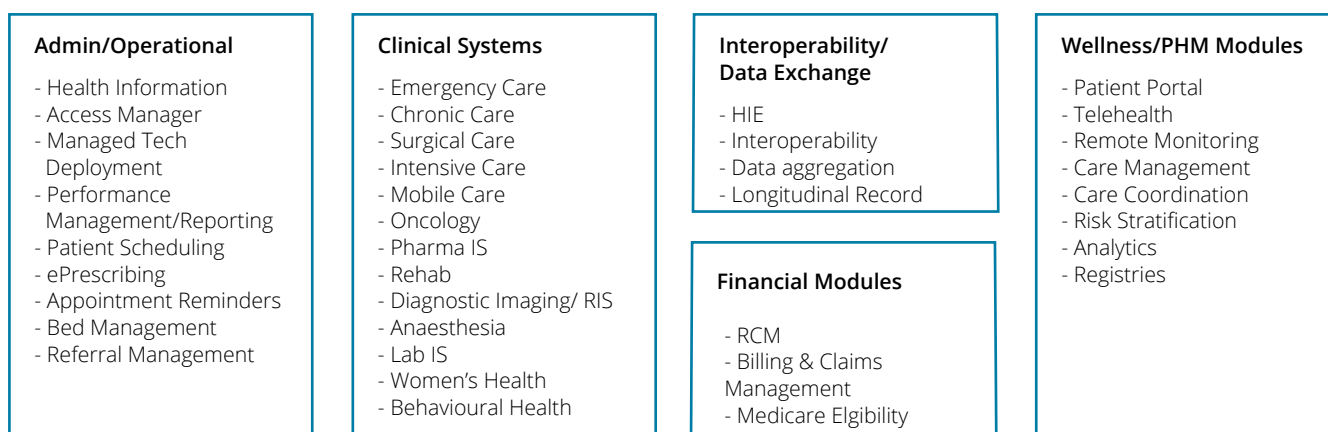 Admin/Operational
- Health Information
- Access Manager
- Managed Tech
Deployment
- Performance
Management/Reporting
- Patient Scheduling
- ePrescribing
- Appointment Reminders
- Bed Management
- Referral Management
Clinical Systems
- Emergency Care
- Chronic Care
- Surgical Care
- Intensive Care
- Mobile Care
- Oncology
- Pharma IS
- Rehab
- Diagnostic Imaging/ RIS
- Anaesthesia
- Lab IS
- Women’s Health
- Behavioural Health
Interoperability/
Data Exchange
- HIE
- Interoperability
- Data aggregation
- Longitudinal Record
Financial Modules
- RCM
- Billing & Claims
Management
- Medicare Elgibility
Wellness/PHM Modules
- Patient Portal
- Telehealth
- Remote Monitoring
- Care Management
- Care Coordination
- Risk Stratification
- Analytics
- Registries